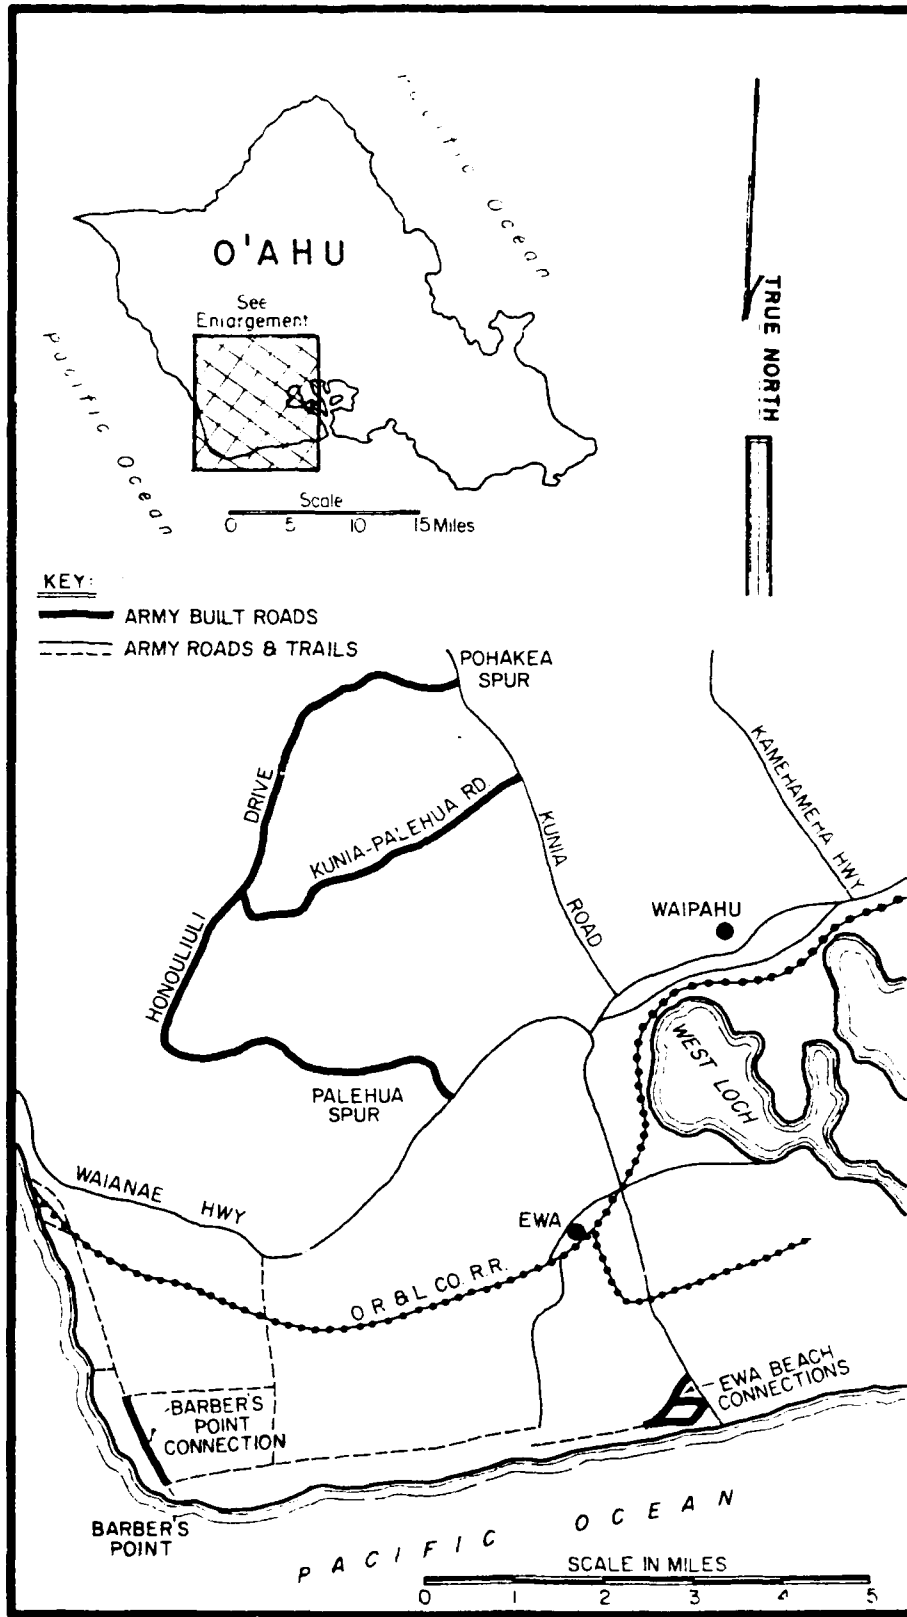 Pacific Ocean
O'AHU
See
Enlargement
Pacific Ocean
Scale
0 5 10 15 Miles
TRUE NORTH
KEY:
ARMY BUILT ROADS
ARMY ROADS & TRAILS
POHAKEA
SPUR
KAMEHAMEHA HWY
DRIVE
KUNIA-PALEHUA RD
KUNIA ROAD
WAIPAHU
HONOULIULI
WEST LOCH
PALEHUA
SPUR
WAIANAE HWY
EWA
O R & L CO. R.R.
EWA BEACH
CONNECTIONS
BARBER'S
POINT
CONNECTION
BARBER'S
POINT
PACIFIC OCEAN
SCALE IN MILES
0 1 2 3 4 5